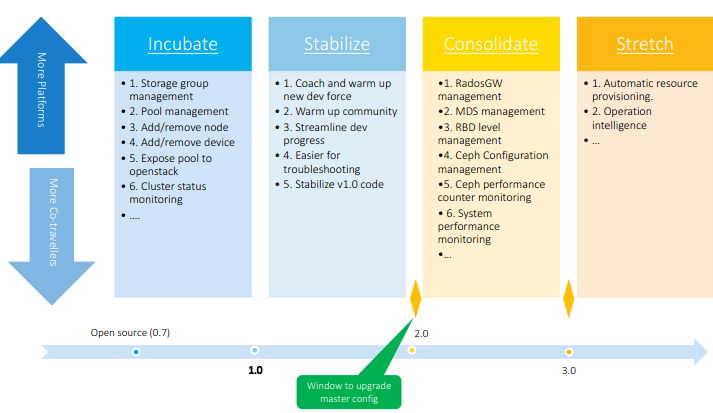 More Platforms
More Co-travellers
Incubate
• 1. Storage group
management
• 2. Pool management
• 3. Add/remove node
• 4. Add/remove device
• 5. Expose pool to
openstack
• 6. Cluster status
monitoring
• ....
Stabilize
• 1. Coach and warm up
new dev force
• 2. Warm up community
• 3. Streamline dev
progress
• 4. Easier for
troubleshooting
• 5. Stabilize v1.0 code
Consolidate
•1. RadosGW
management
•2. MDS management
•3. RBD level
management
•4. Ceph Configuration
management
•5. Ceph performance
counter monitoring
• 6. System
performance
monitoring
•...
Stretch
• 1. Automatic resource
provisioning.
• 2. Operation
intelligence
• ...
Open source (0.7)
1.0
2.0
3.0
Window to upgrade
master config